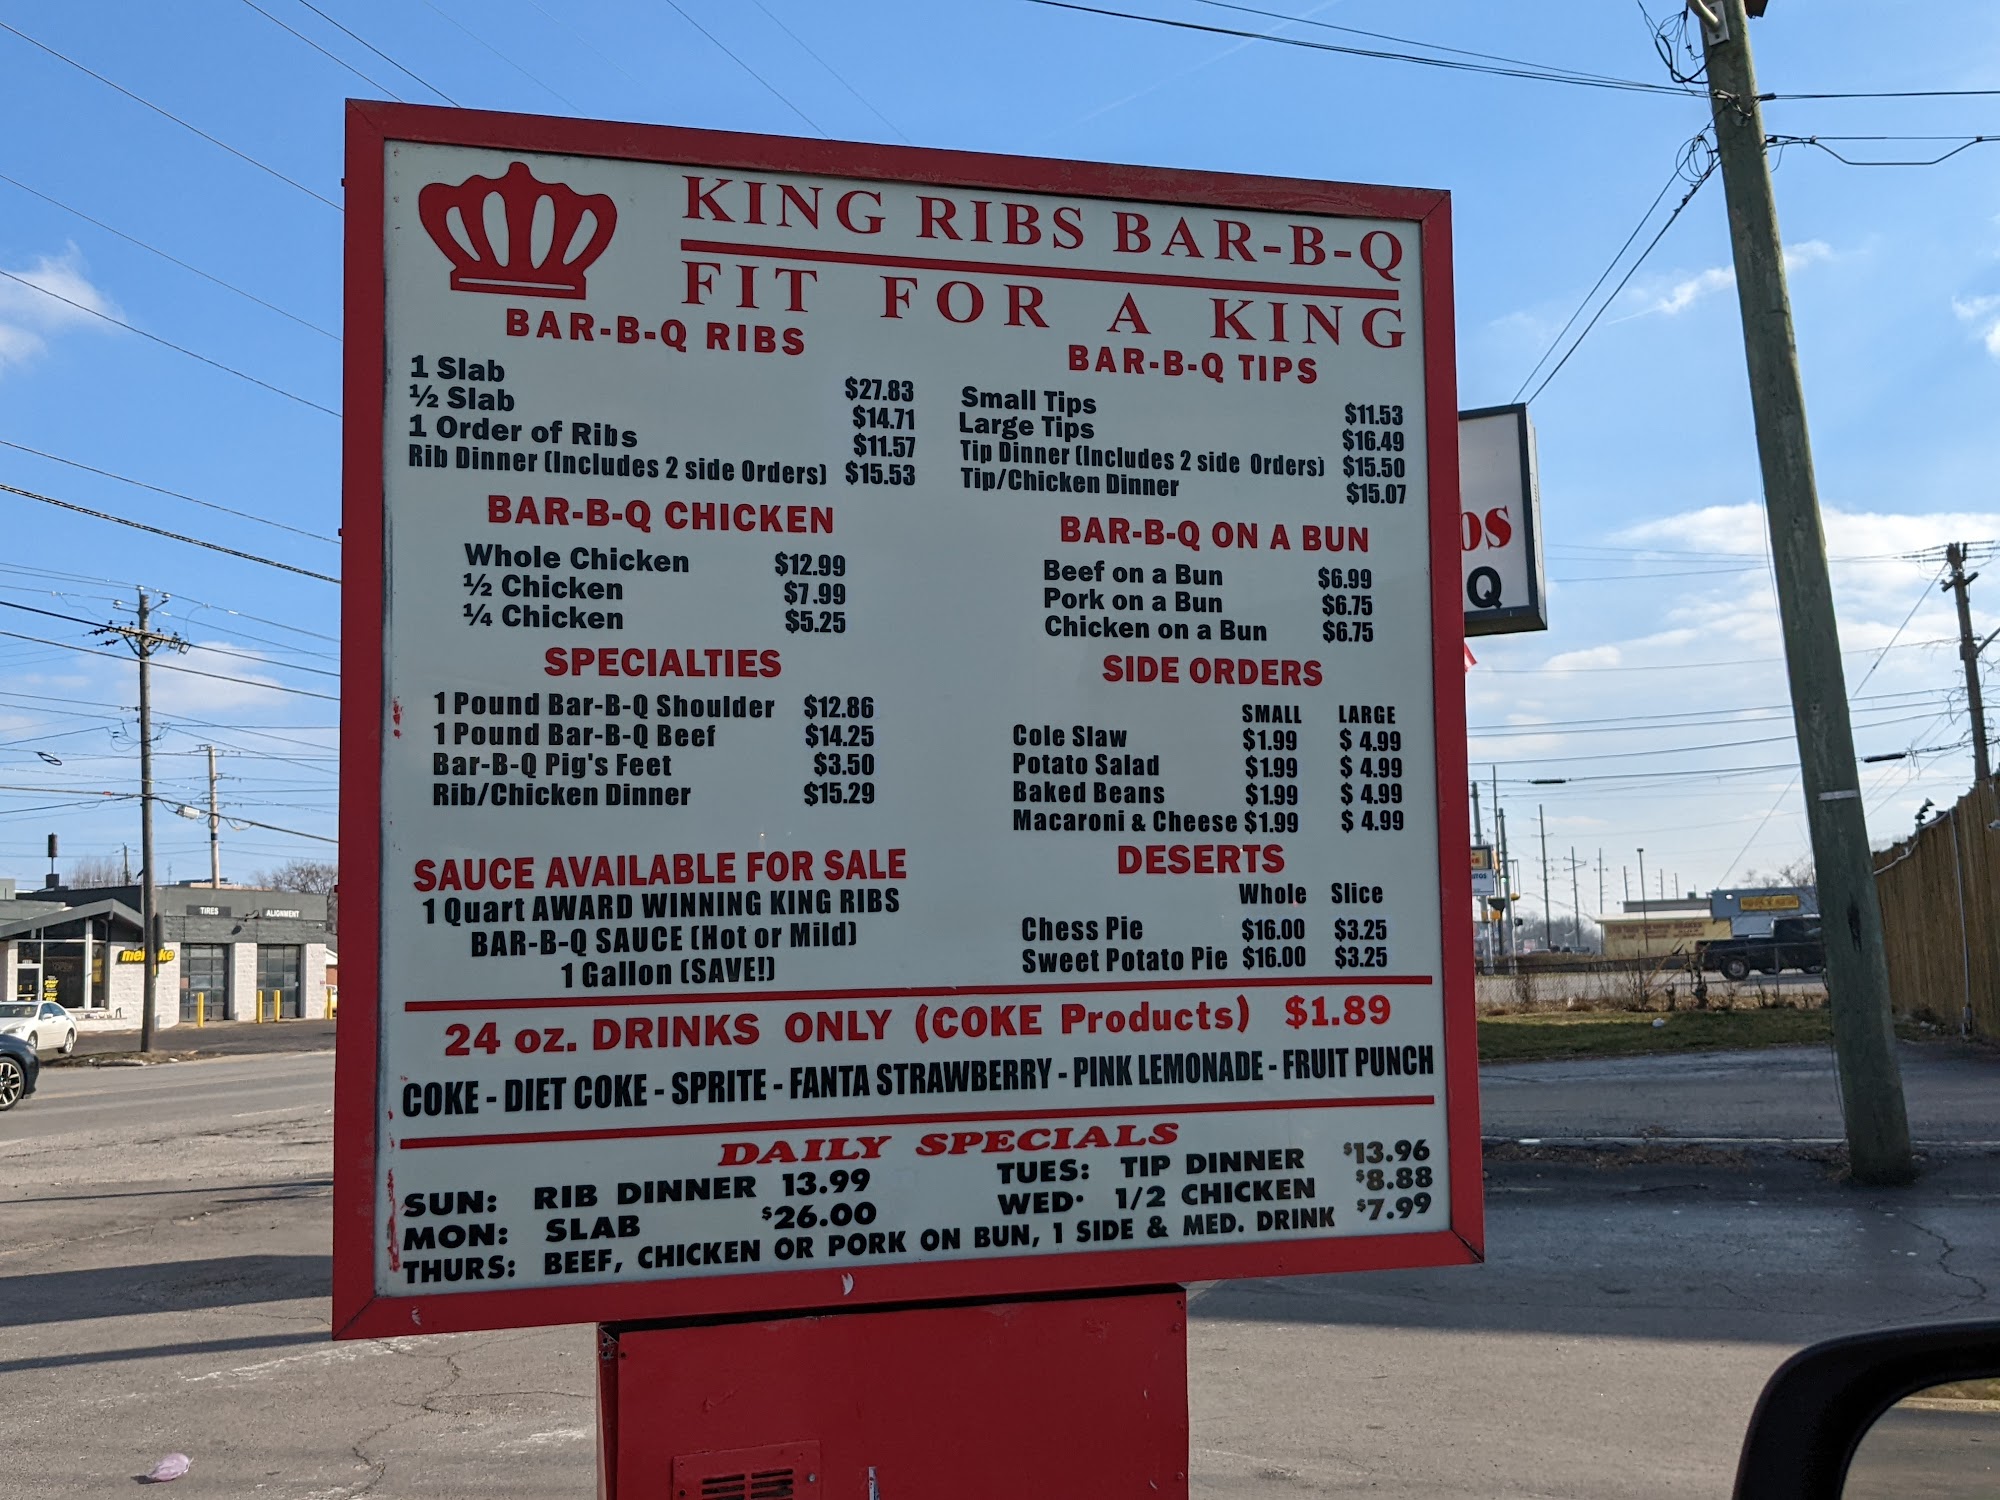 KING RIBS BAR-B-Q
FIT FOR A KING
BAR-B-Q RIBS
1 Slab $27.83
½ Slab $14.71
1 Order of Ribs $11.57
Rib Dinner (Includes 2 side Orders) $15.53
BAR-B-Q TIPS
Small Tips $11.53
Large Tips $16.49
Tip Dinner (Includes 2 side Orders) $15.50
Tip/Chicken Dinner $15.07
BAR-B-Q CHICKEN
Whole Chicken $12.99
½ Chicken $7.99
¼ Chicken $5.25
BAR-B-Q ON A BUN
Beef on a Bun $6.99
Pork on a Bun $6.75
Chicken on a Bun $6.75
SPECIALTIES
1 Pound Bar-B-Q Shoulder $12.86
1 Pound Bar-B-Q Beef $14.25
Bar-B-Q Pig's Feet $3.50
Rib/Chicken Dinner $15.29
SIDE ORDERS
SMALL LARGE
Cole Slaw $1.99 $ 4.99
Potato Salad $1.99 $ 4.99
Baked Beans $1.99 $ 4.99
Macaroni & Cheese $1.99 $ 4.99
SAUCE AVAILABLE FOR SALE
1 Quart AWARD WINNING KING RIBS
BAR-B-Q SAUCE (Hot or Mild)
1 Gallon (SAVE!)
DESERTS
Whole Slice
Chess Pie $16.00 $3.25
Sweet Potato Pie $16.00 $3.25
24 oz. DRINKS ONLY (COKE Products) $1.89
COKE - DIET COKE - SPRITE - FANTA STRAWBERRY - PINK LEMONADE - FRUIT PUNCH
DAILY SPECIALS
SUN: RIB DINNER 13.99
MON: SLAB $26.00
TUES: TIP DINNER $13.96
WED· 1/2 CHICKEN $8.88
THURS: BEEF, CHICKEN OR PORK ON BUN, 1 SIDE & MED. DRINK $7.99
OS
Q
TIRES
ALIGNMENT